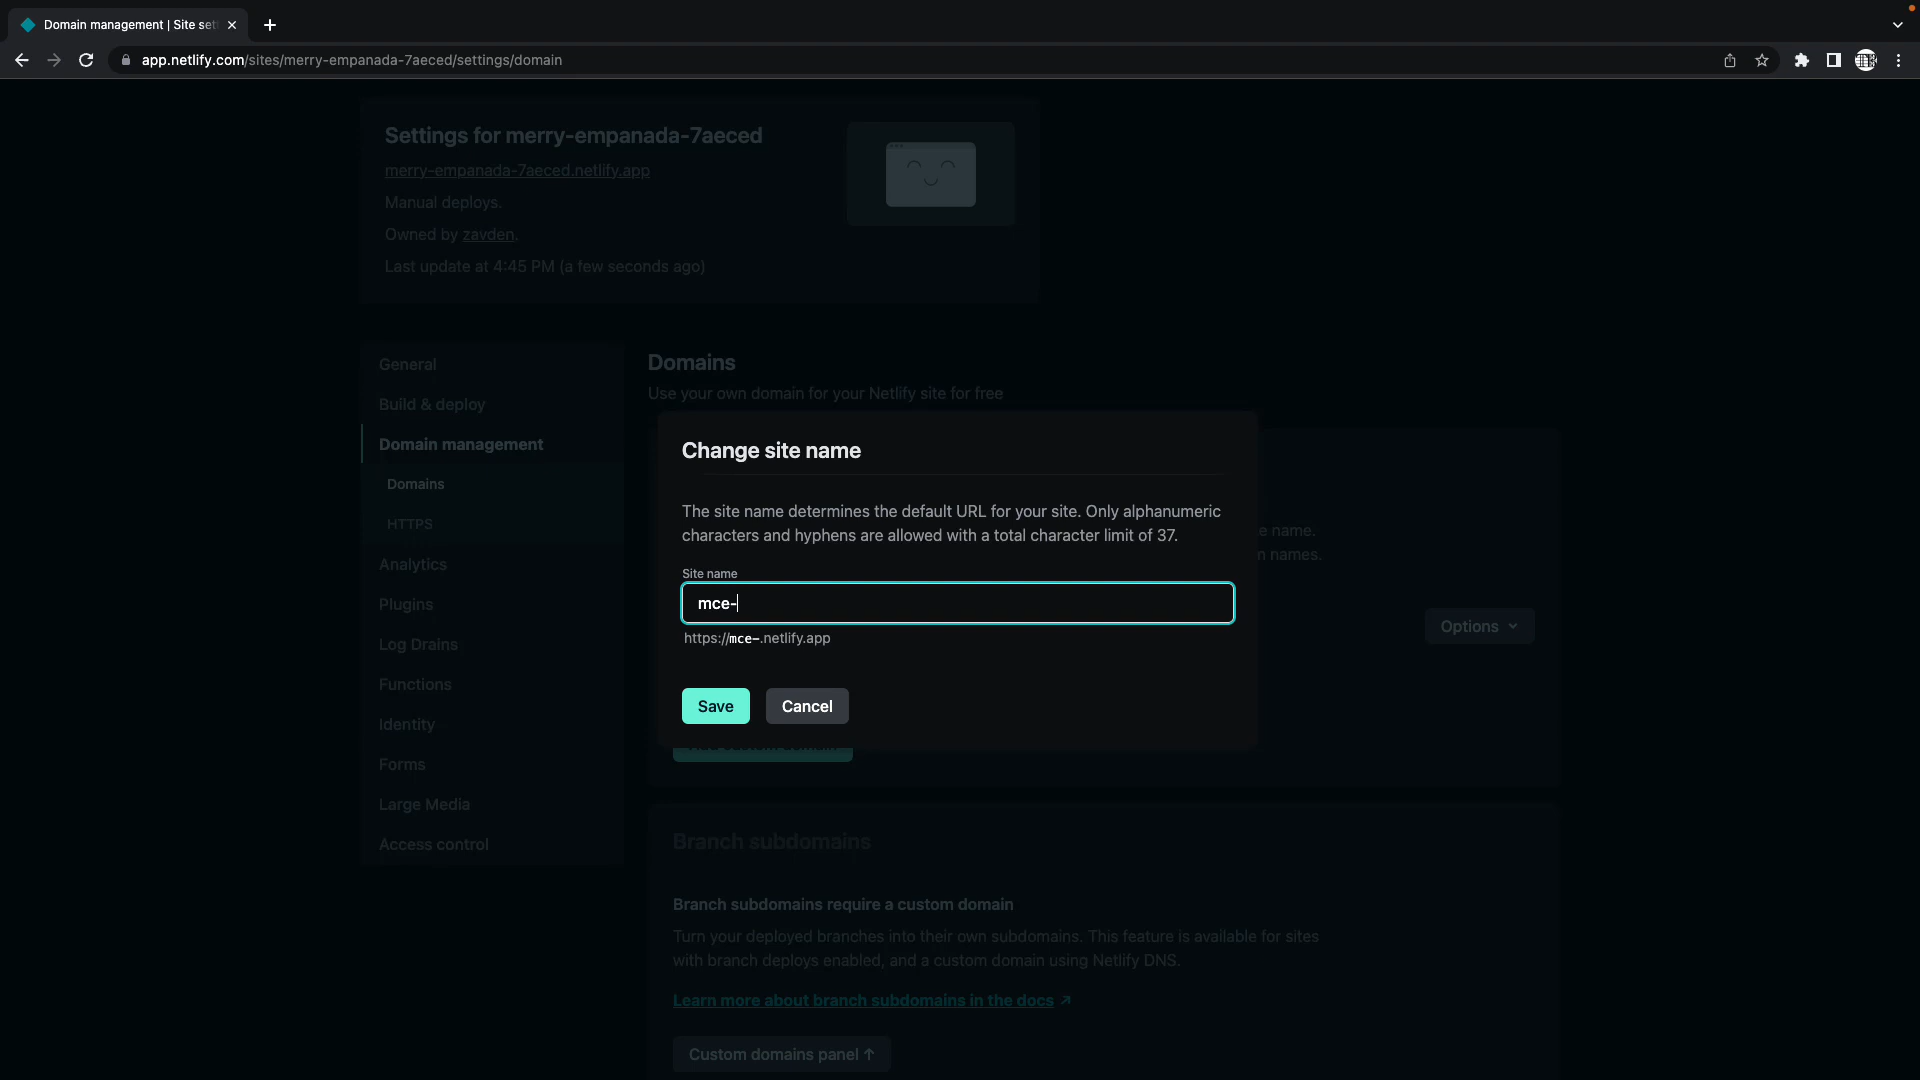 Domain management | Site set
app.netlify.com/sites/merry-empanada-7aeced/settings/domain
Settings for merry-empanada-7aeced
merry-empanada-7aeced.netlify.app
Manual deploys.
Owned by zavden.
Last update at 4:45 PM (a few seconds ago)
General
Build & deploy
Domain management
Domains
HTTPS
Analytics
Plugins
Log Drains
Functions
Identity
Forms
Large Media
Access control
Domains
Use your own domain for your Netlify site for free
Change site name
The site name determines the default URL for your site. Only alphanumeric
characters and hyphens are allowed with a total character limit of 37.
Site name
mce-
https://mce-.netlify.app
Save
Cancel
e name.
names.
Options
Add custom domain
Branch subdomains
Branch subdomains require a custom domain
Turn your deployed branches into their own subdomains. This feature is available for sites
with branch deploys enabled, and a custom domain using Netlify DNS.
Learn more about branch subdomains in the docs ↗
Custom domains panel ↑